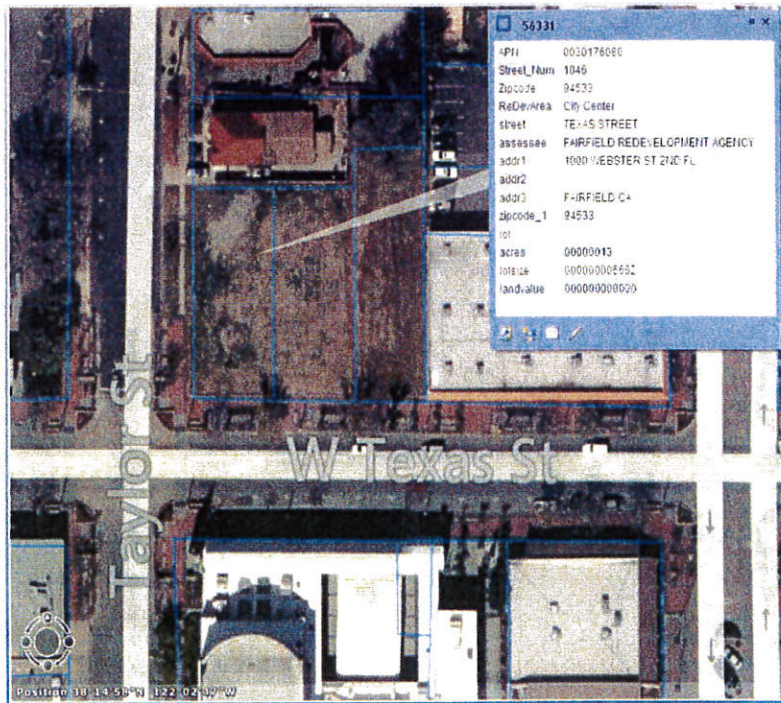 56331
APN 0030176060
Street_Num 1046
Zipcode 94533
ReDevArea City Center
street TEXAS STREET
assessee FAIRFIELD REDEVELOPMENT AGENCY
addr1 1000 WEBSTER ST 2ND FL
addr2
addr3 FAIRFIELD CA
zipcode_1 94533
lot
acres 00000013
lotsize
landvalue 000000000000
Taylor St
W Texas St
Position 38-14-58°N 122-02-47°W